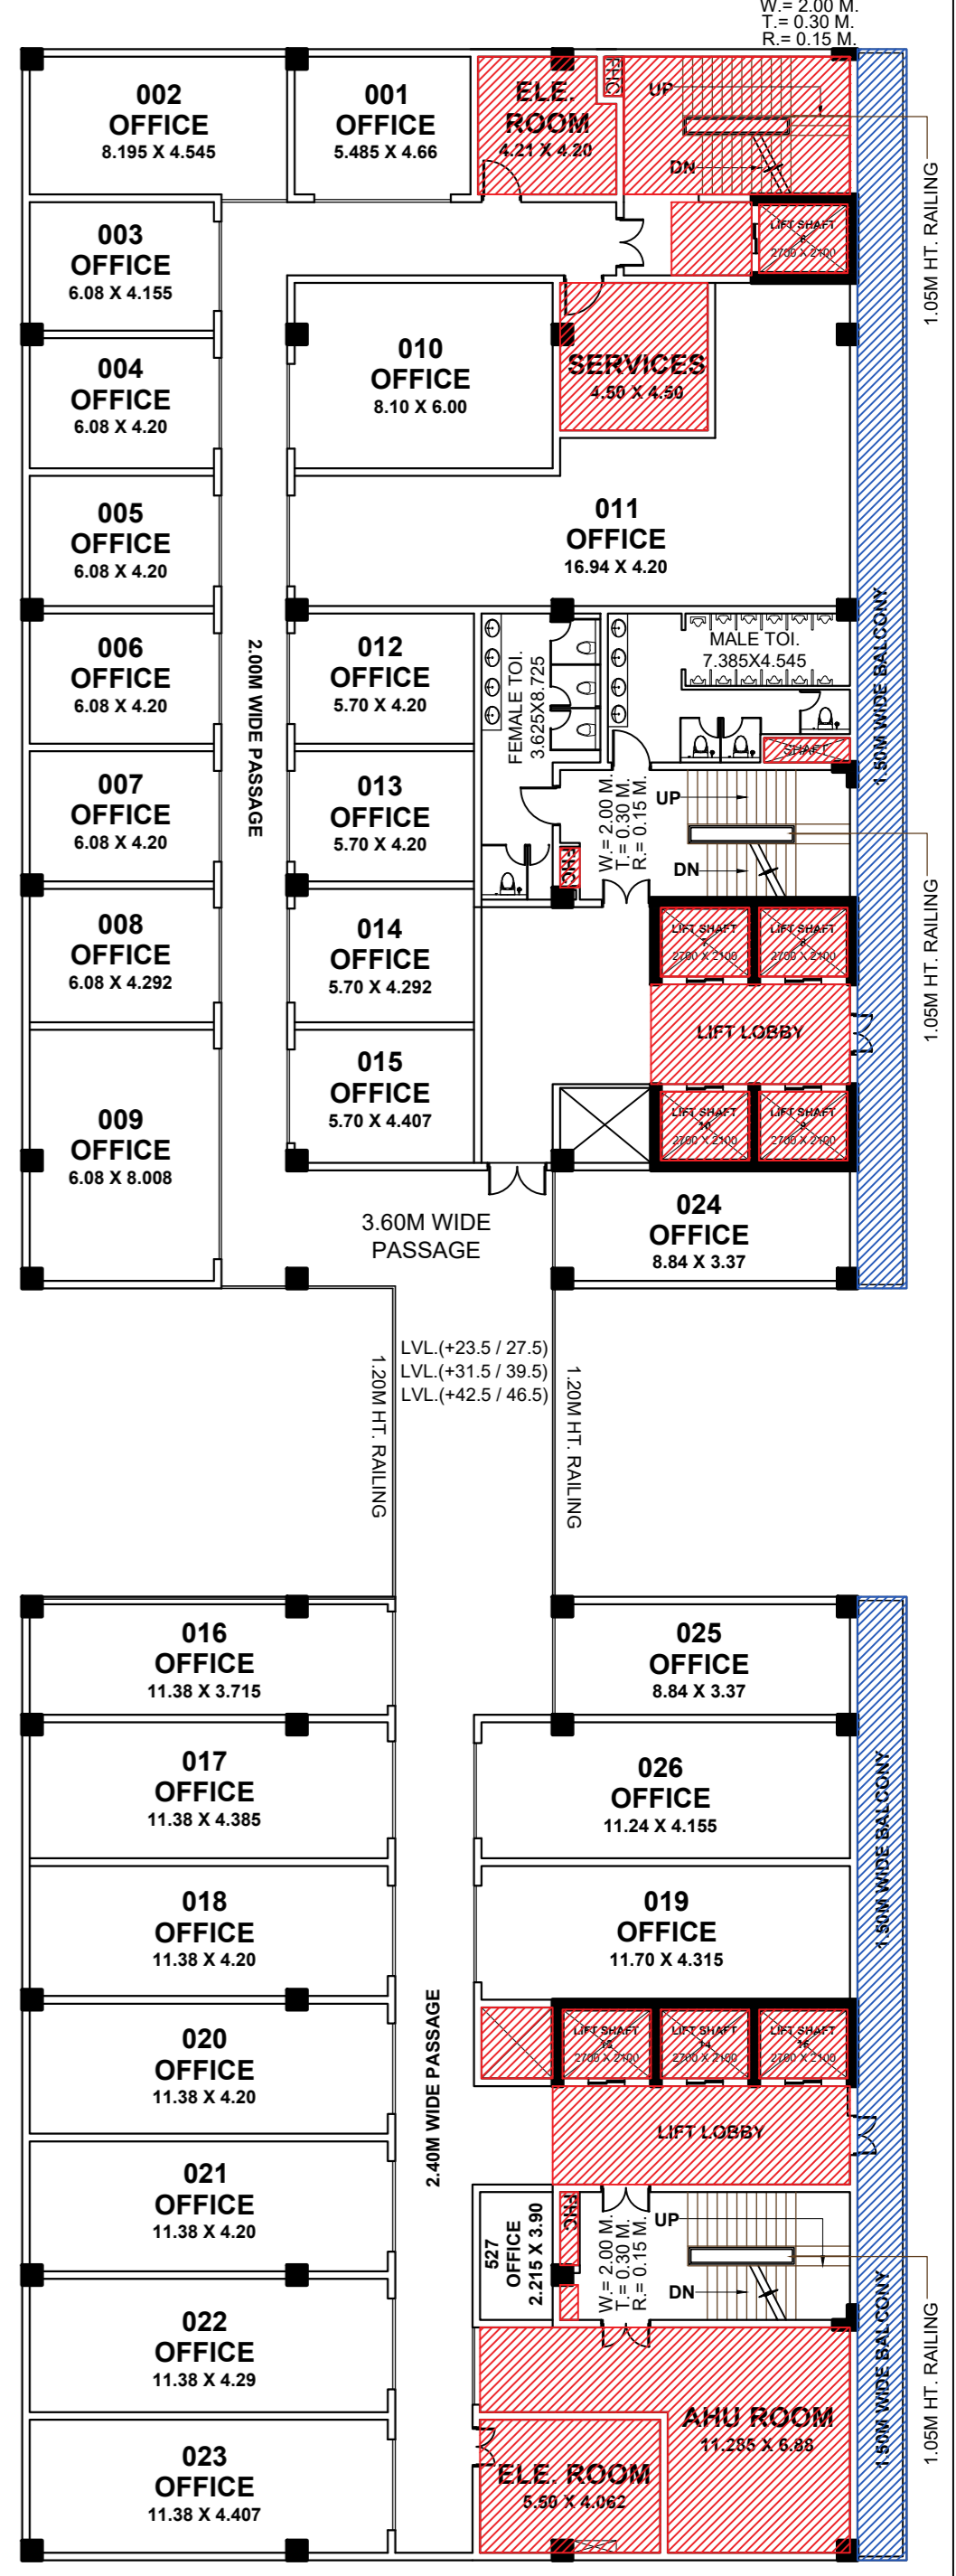 W.= 2.00 M.
T.= 0.30 M.
R.= 0.15 M.
002
OFFICE
8.195 X 4.545
001
OFFICE
5.485 X 4.66
ELE.
ROOM
4.21 X 4.20
FHC
UP
DN
1.05M HT. RAILING
LIFT SHAFT
6
2700 X 2100
003
OFFICE
6.08 X 4.155
004
OFFICE
6.08 X 4.20
010
OFFICE
8.10 X 6.00
SERVICES
4.50 X 4.50
005
OFFICE
6.08 X 4.20
011
OFFICE
16.94 X 4.20
1.50M WIDE BALCONY
006
OFFICE
6.08 X 4.20
2.00M WIDE PASSAGE
012
OFFICE
5.70 X 4.20
FEMALE TOI.
3.625X8.725
MALE TOI.
7.385X4.545
SHAFT
007
OFFICE
6.08 X 4.20
013
OFFICE
5.70 X 4.20
FHC
W.= 2.00 M.
T.= 0.30 M.
R.= 0.15 M.
UP
DN
1.05M HT. RAILING
008
OFFICE
6.08 X 4.292
014
OFFICE
5.70 X 4.292
LIFT SHAFT
7
2700 X 2100
LIFT SHAFT
8
2700 X 2100
LIFT LOBBY
015
OFFICE
5.70 X 4.407
LIFT SHAFT
10
2700 X 2100
LIFT SHAFT
9
2700 X 2100
009
OFFICE
6.08 X 8.008
3.60M WIDE
PASSAGE
024
OFFICE
8.84 X 3.37
1.20M HT. RAILING
LVL.(+23.5 / 27.5)
LVL.(+31.5 / 39.5)
LVL.(+42.5 / 46.5)
1.20M HT. RAILING
016
OFFICE
11.38 X 3.715
025
OFFICE
8.84 X 3.37
017
OFFICE
11.38 X 4.385
026
OFFICE
11.24 X 4.155
1.50M WIDE BALCONY
018
OFFICE
11.38 X 4.20
019
OFFICE
11.70 X 4.315
020
OFFICE
11.38 X 4.20
2.40M WIDE PASSAGE
LIFT SHAFT
2700 X 2100
LIFT SHAFT
14
2700 X 2100
LIFT SHAFT
2700 X 2100
LIFT LOBBY
021
OFFICE
11.38 X 4.20
527
OFFICE
2.215 X 3.90
FHC
W.= 2.00 M.
T.= 0.30 M.
R.= 0.15 M.
UP
DN
1.50M WIDE BALCONY
1.05M HT. RAILING
022
OFFICE
11.38 X 4.29
AHU ROOM
11.285 X 6.88
023
OFFICE
11.38 X 4.407
ELE. ROOM
5.50 X 4.062